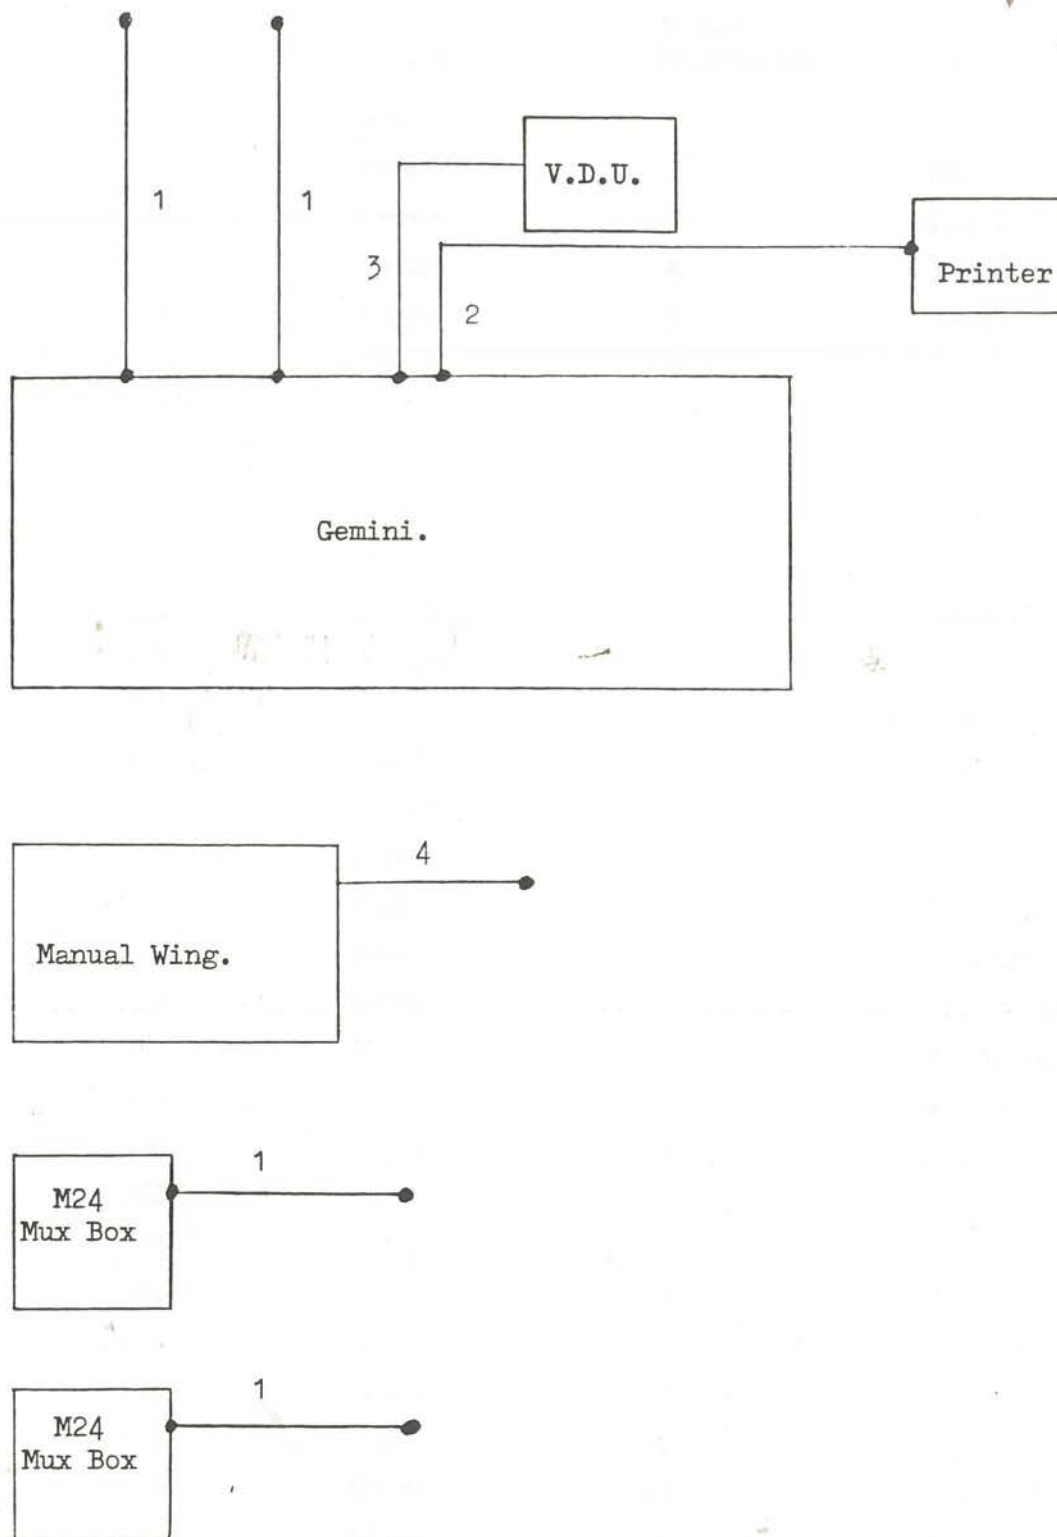 V.D.U.
1
1
3
Printer
2
Gemini.
4
Manual Wing.
1
M24
Mux Box
1
M24
Mux Box